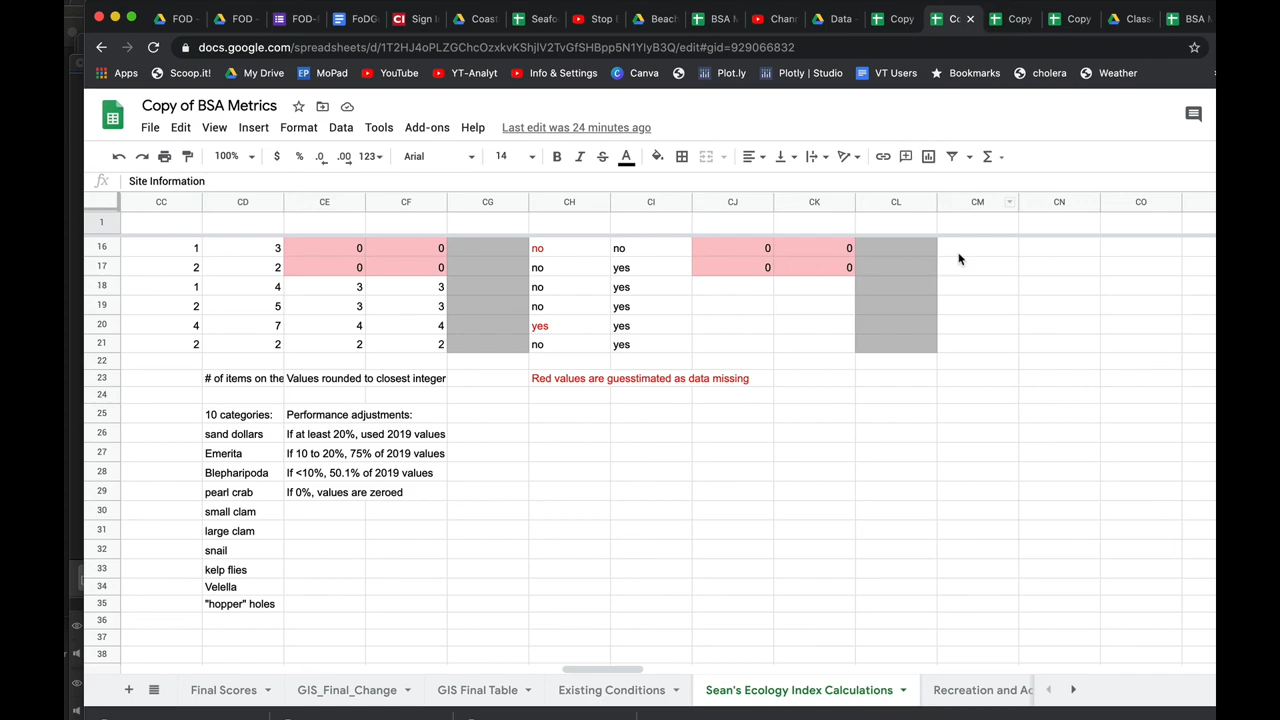 FOD - FOD - FOD-I FoDG Sign i Coast Seafo Stop Beach BSA M Chann Data - Copy Co Copy Copy Class BSA M
docs.google.com/spreadsheets/d/1T2HJ4oPLZGChcOzxkvKShjlV2TvGfSHBpp5N1YlyB3Q/edit#gid=929066832
Apps Scoop.it! My Drive EP MoPad YouTube YT-Analyt Info & Settings Canva Plot.ly Plotly | Studio VT Users Bookmarks cholera Weather
Copy of BSA Metrics
File Edit View Insert Format Data Tools Add-ons Help Last edit was 24 minutes ago
100% $ % .0 .00 123 Arial 14 B I S A
fx Site Information
CC CD CE CF CG CH CI CJ CK CL CM CN CO
1
16 1 3 0 0 no no 0 0
17 2 2 0 0 no yes 0 0
18 1 4 3 3 no yes
19 2 5 3 3 no yes
20 4 7 4 4 yes yes
21 2 2 2 2 no yes
22
23 # of items on the Values rounded to closest integer Red values are guesstimated as data missing
24
25 10 categories: Performance adjustments:
26 sand dollars If at least 20%, used 2019 values
27 Emerita If 10 to 20%, 75% of 2019 values
28 Blepharipoda If <10%, 50.1% of 2019 values
29 pearl crab If 0%, values are zeroed
30 small clam
31 large clam
32 snail
33 kelp flies
34 Velella
35 "hopper" holes
36
37
38
Final Scores GIS_Final_Change GIS Final Table Existing Conditions Sean's Ecology Index Calculations Recreation and Ac